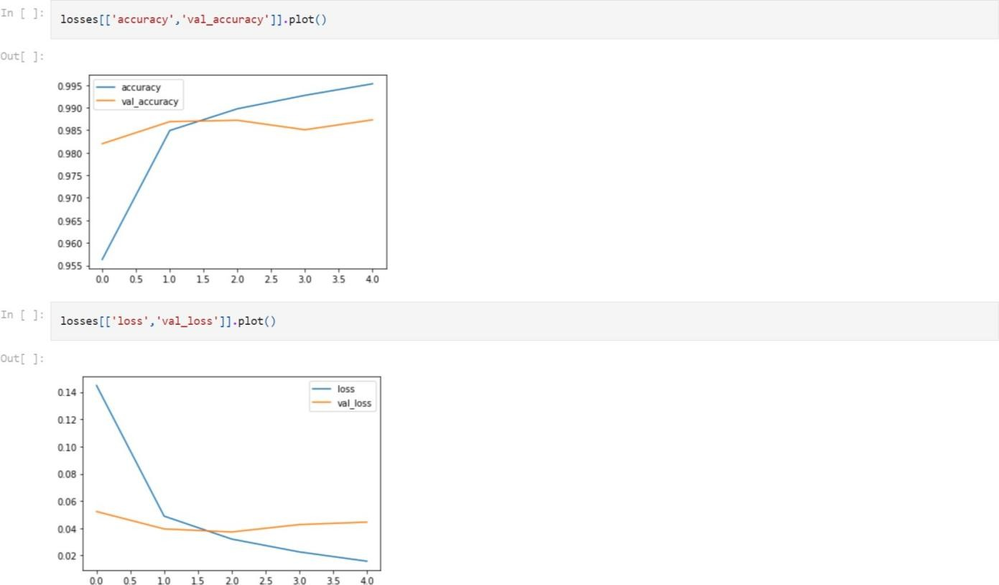 In [ ]:
losses[['accuracy','val_accuracy']].plot()
Out[ ]:
accuracy
val_accuracy
0.995
0.990
0.985
0.980
0.975
0.970
0.965
0.960
0.955
0.0 0.5 1.0 1.5 2.0 2.5 3.0 3.5 4.0
In [ ]:
losses[['loss','val_loss']].plot()
Out[ ]:
loss
val_loss
0.14
0.12
0.10
0.08
0.06
0.04
0.02
0.0 0.5 1.0 1.5 2.0 2.5 3.0 3.5 4.0